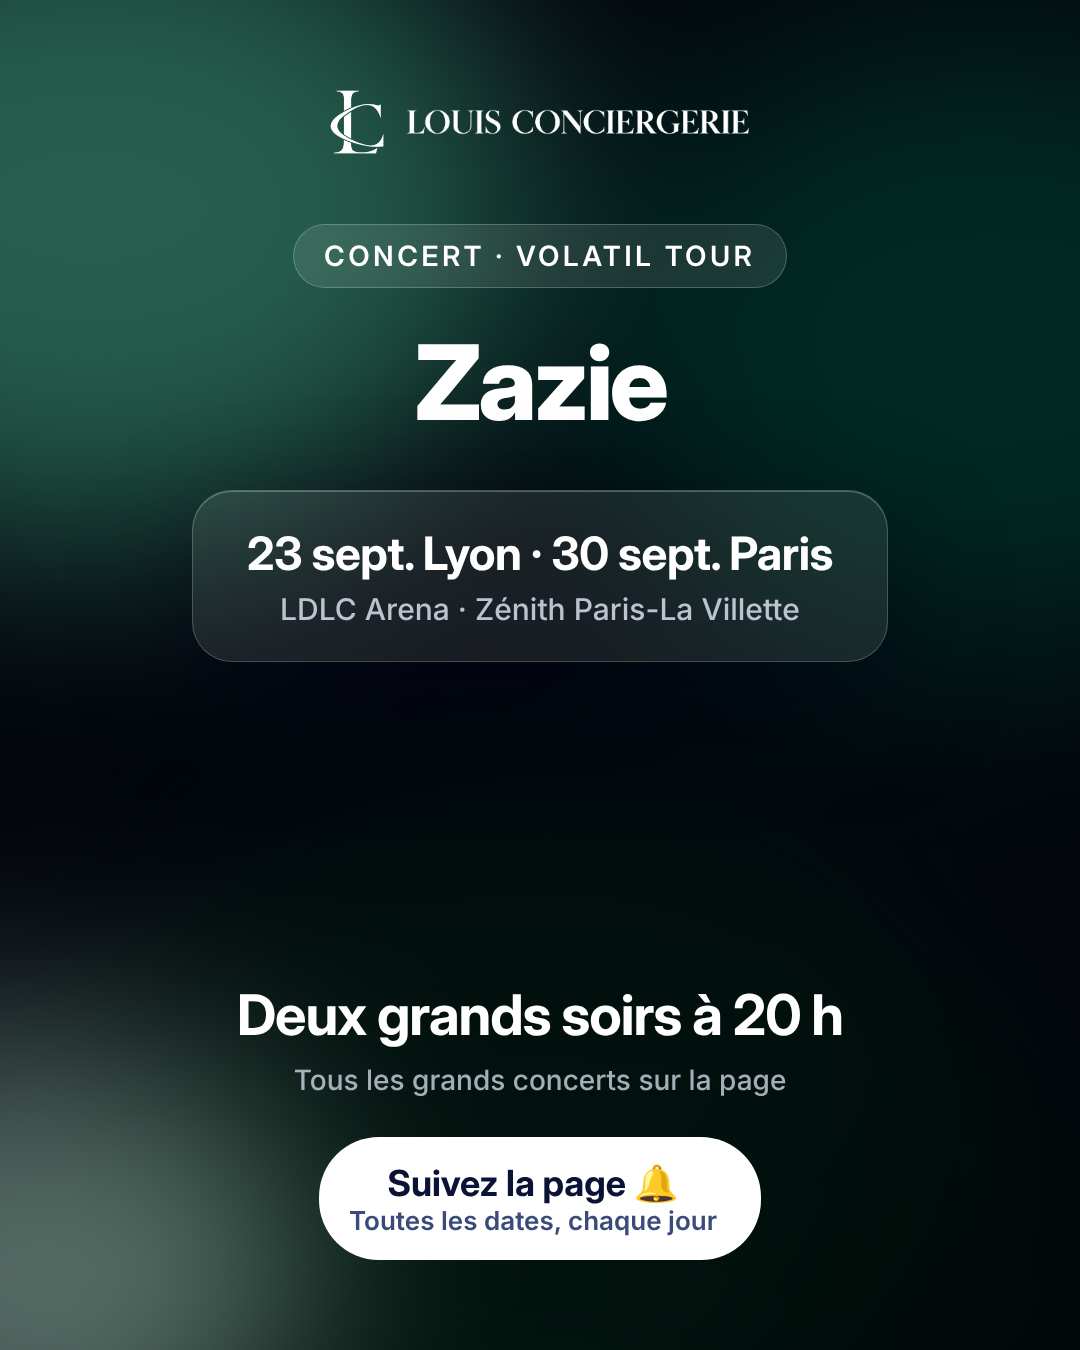 LC LOUIS CONCIERGERIE
CONCERT · VOLATIL TOUR
Zazie
23 sept. Lyon · 30 sept. Paris
LDLC Arena · Zénith Paris-La Villette
Deux grands soirs à 20 h
Tous les grands concerts sur la page
Suivez la page 🔔
Toutes les dates, chaque jour